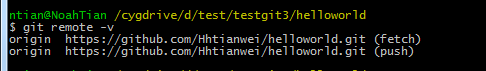 ntian@NoahTian /cygdrive/d/test/testgit3/helloworld
$ git remote -v
origin  https://github.com/Hhtianwei/helloworld.git (fetch)
origin  https://github.com/Hhtianwei/helloworld.git (push)